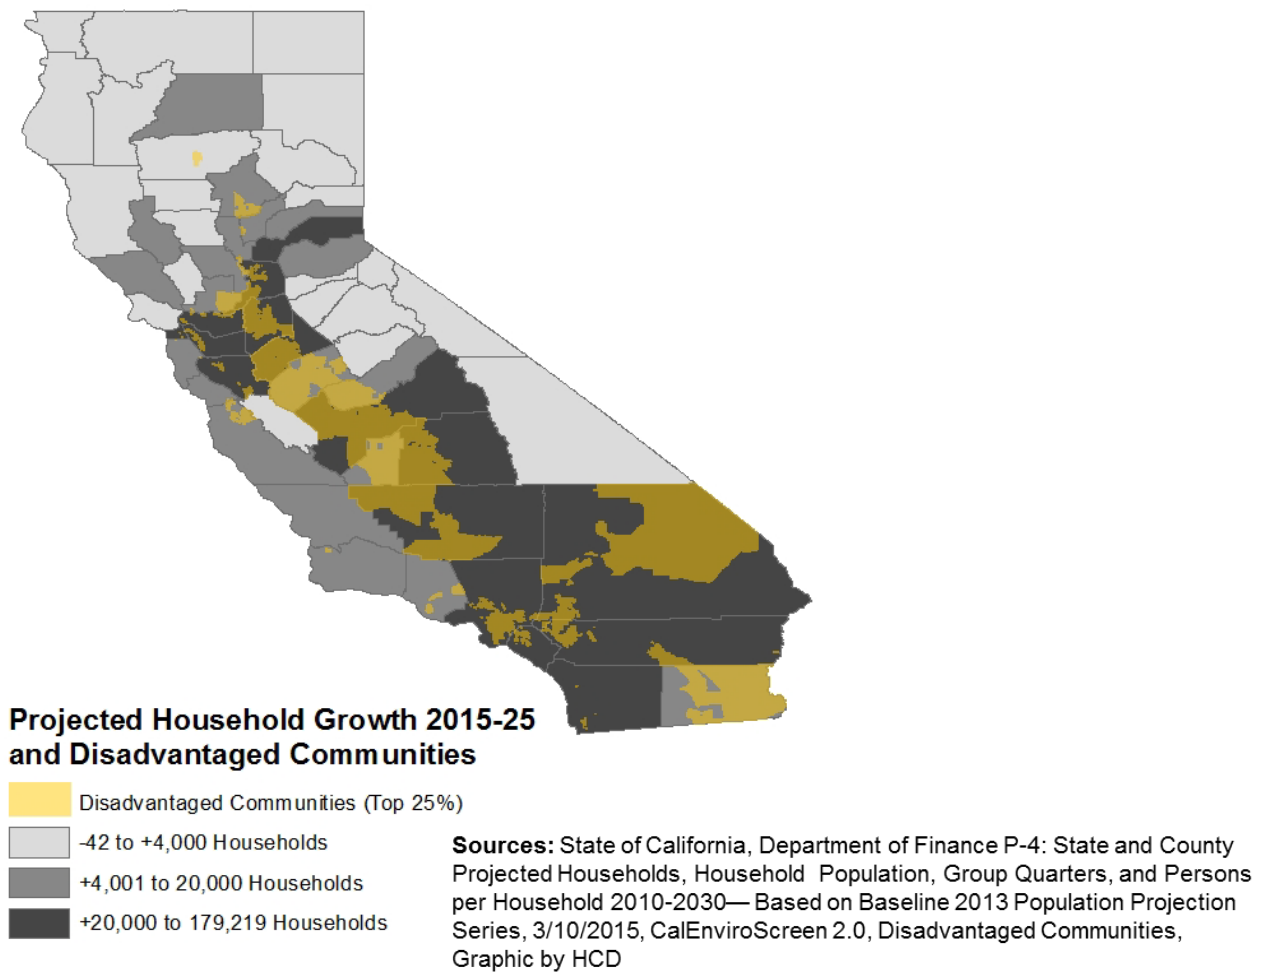 Projected Household Growth 2015-25
and Disadvantaged Communities
Disadvantaged Communities (Top 25%)
-42 to +4,000 Households
+4,001 to 20,000 Households
+20,000 to 179,219 Households
Sources: State of California, Department of Finance P-4: State and County
Projected Households, Household Population, Group Quarters, and Persons
per Household 2010-2030— Based on Baseline 2013 Population Projection
Series, 3/10/2015, CalEnviroScreen 2.0, Disadvantaged Communities,
Graphic by HCD